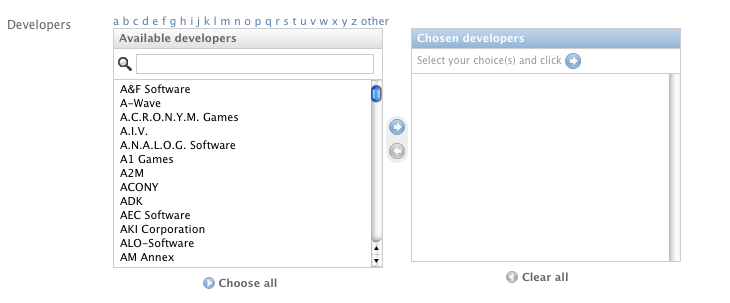 Developers
a b c d e f g h i j k l m n o p q r s t u v w x y z other
Available developers
A&F Software
A-Wave
A.C.R.O.N.Y.M. Games
A.I.V.
A.N.A.L.O.G. Software
A1 Games
A2M
ACONY
ADK
AEC Software
AKI Corporation
ALO-Software
AM Annex
Choose all
Chosen developers
Select your choice(s) and click
Clear all